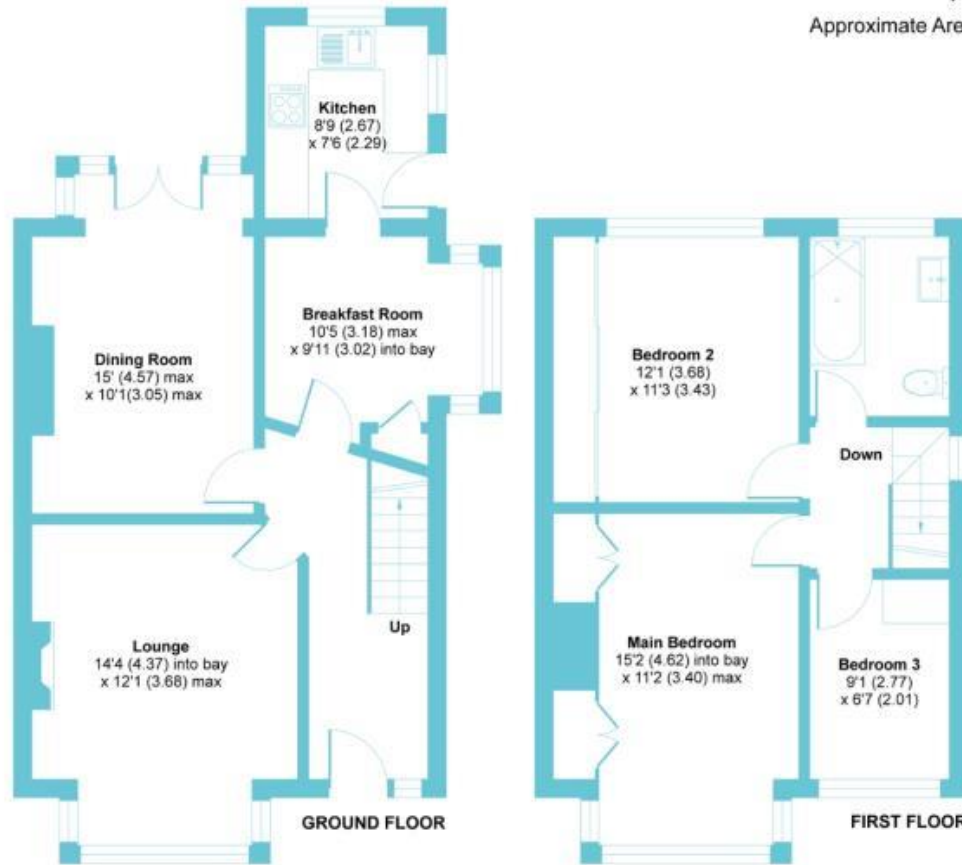 Approximate Are
Kitchen
8'9 (2.67)
x 7'6 (2.29)
Breakfast Room
10'5 (3.18) max
x 9'11 (3.02) into bay
Dining Room
15' (4.57) max
x 10'1(3.05) max
Lounge
14'4 (4.37) into bay
x 12'1 (3.68) max
Up
GROUND FLOOR
Bedroom 2
12'1 (3.68)
x 11'3 (3.43)
Down
Main Bedroom
15'2 (4.62) into bay
x 11'2 (3.40) max
Bedroom 3
9'1 (2.77)
x 6'7 (2.01)
FIRST FLOOR